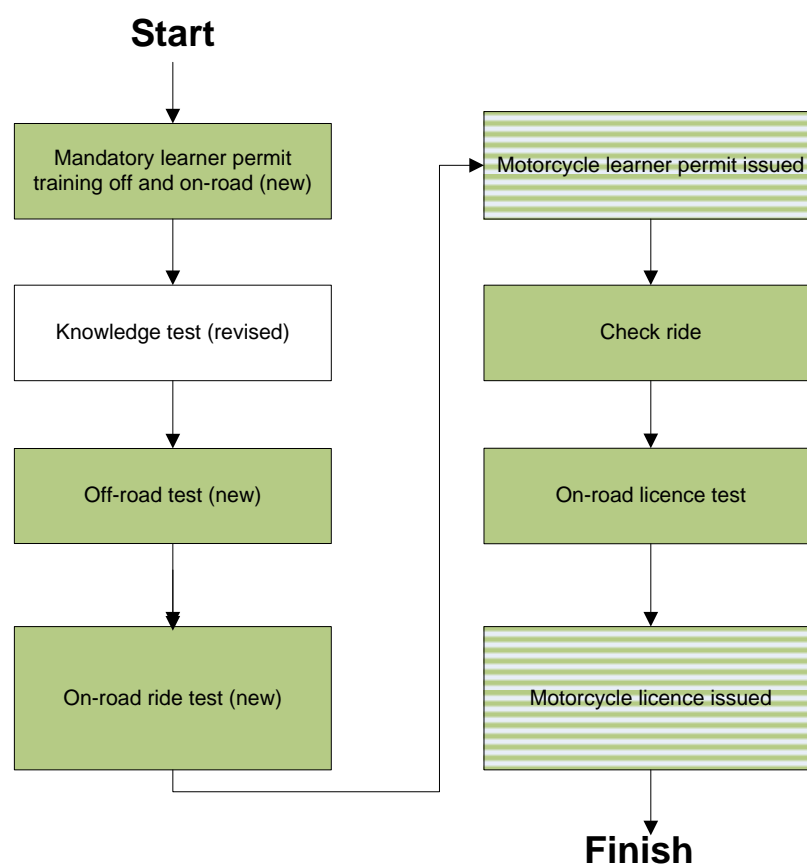 Start
Mandatory learner permit
training off and on-road (new)
Knowledge test (revised)
Off-road test (new)
On-road ride test (new)
Motorcycle learner permit issued
Check ride
On-road licence test
Motorcycle licence issued
Finish